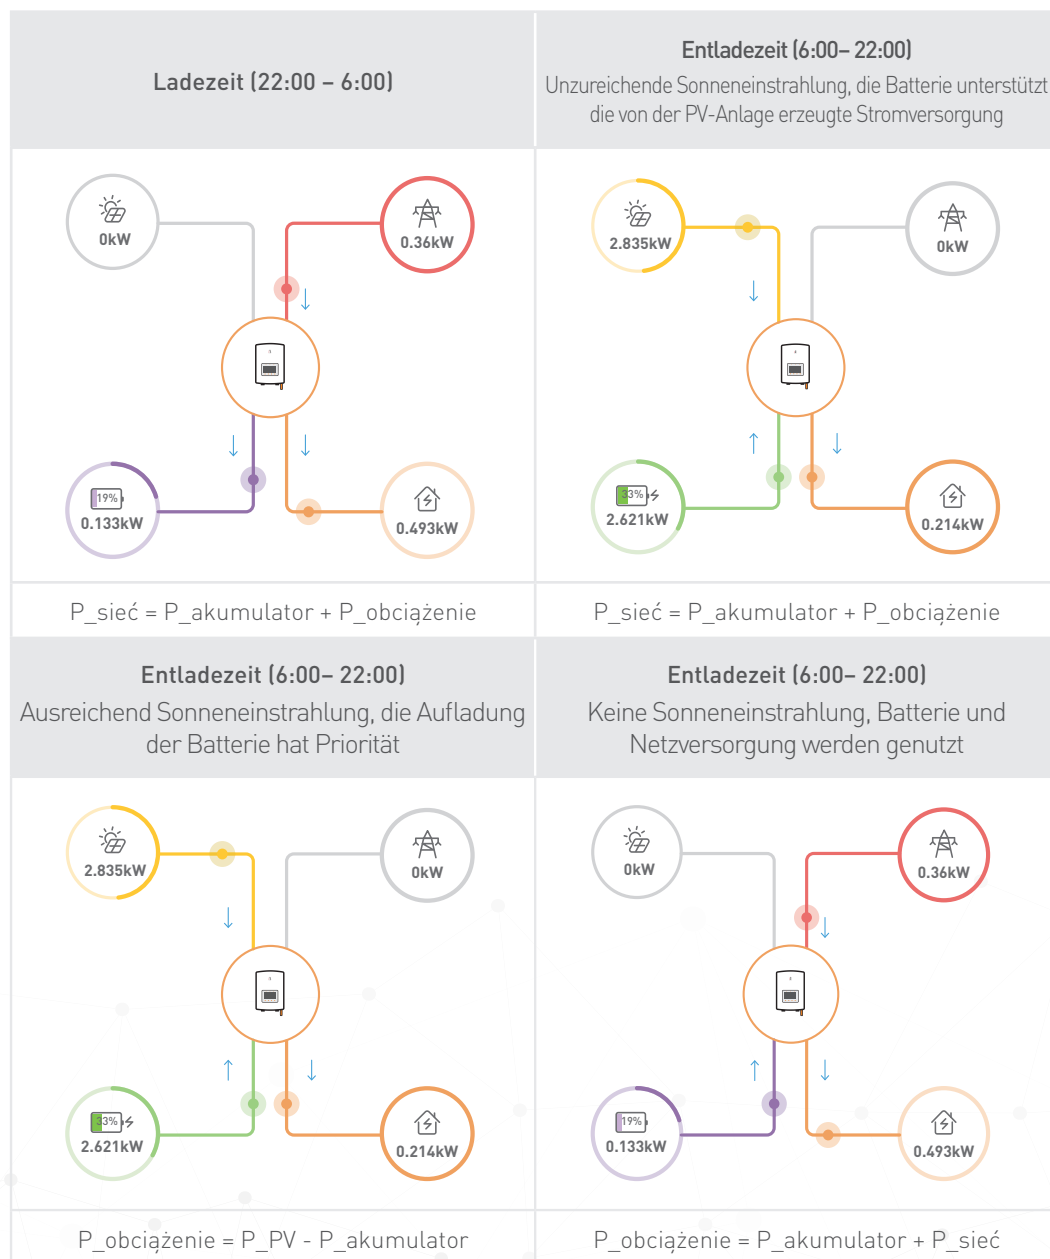 Ladezeit (22:00 – 6:00)
Entladezeit (6:00– 22:00)
Unzureichende Sonneneinstrahlung, die Batterie unterstützt
die von der PV-Anlage erzeugte Stromversorgung
0kW
0.36kW
19%
0.133kW
0.493kW
2.835kW
0kW
33%
2.621kW
0.214kW
P_sieć = P_akumulator + P_obciążenie
P_sieć = P_akumulator + P_obciążenie
Entladezeit (6:00– 22:00)
Ausreichend Sonneneinstrahlung, die Aufladung
der Batterie hat Priorität
Entladezeit (6:00– 22:00)
Keine Sonneneinstrahlung, Batterie und
Netzversorgung werden genutzt
2.835kW
0kW
33%
2.621kW
0.214kW
0kW
0.36kW
19%
0.133kW
0.493kW
P_obciążenie = P_PV - P_akumulator
P_obciążenie = P_akumulator + P_sieć